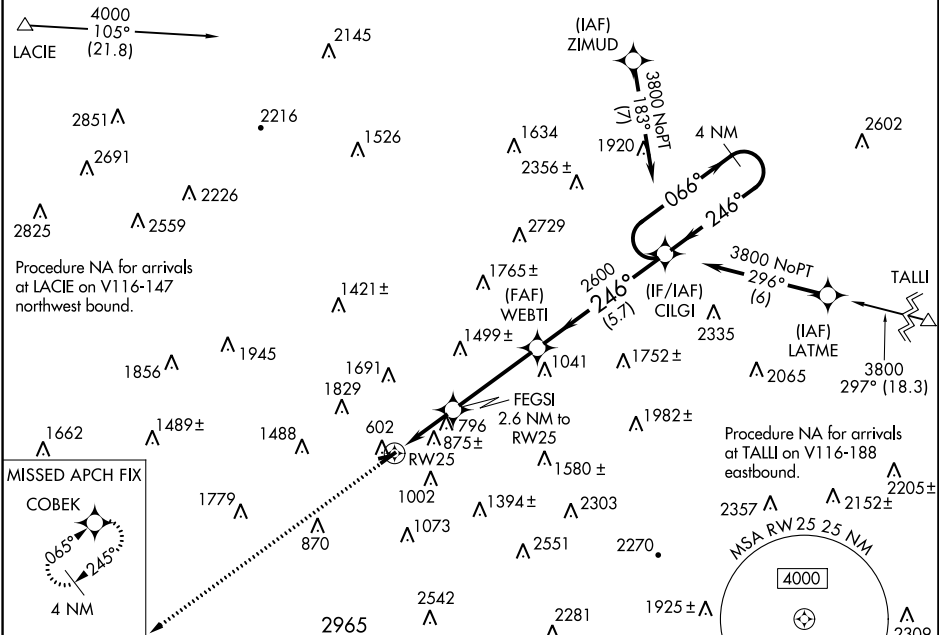 4000
105°
(21.8)
LACIE
2145
(IAF)
ZIMUD
3800 NoPT
183°
(7)
2851
2216
1526
1634
1920
4 NM
2602
2691
2356 ±
2226
066°
246°
2825
2559
2729
Procedure NA for arrivals
at LACIE on V116-147
northwest bound.
1765 ±
2600
246°
(5.7)
(IF/IAF)
CILGI
3800 NoPT
296°
(6)
TALLI
1421 ±
(FAF)
WEBTI
2335
(IAF)
LATME
1945
1499 ±
1041
1752 ±
3800
297° (18.3)
1856
1691
2065
1829
FEGSI
2.6 NM to
RW25
1982 ±
1662
1489 ±
1488
602
796
875 ±
RW25
Procedure NA for arrivals
at TALLI on V116-188
eastbound.
1580 ±
MISSED APCH FIX
COBEK
065°
245°
4 NM
1002
2205 ±
1779
1394 ±
2303
2357
2152 ±
870
1073
2551
2270
MSA RW 25 25 NM
4000
2542
2965
2281
1925 ±
2309